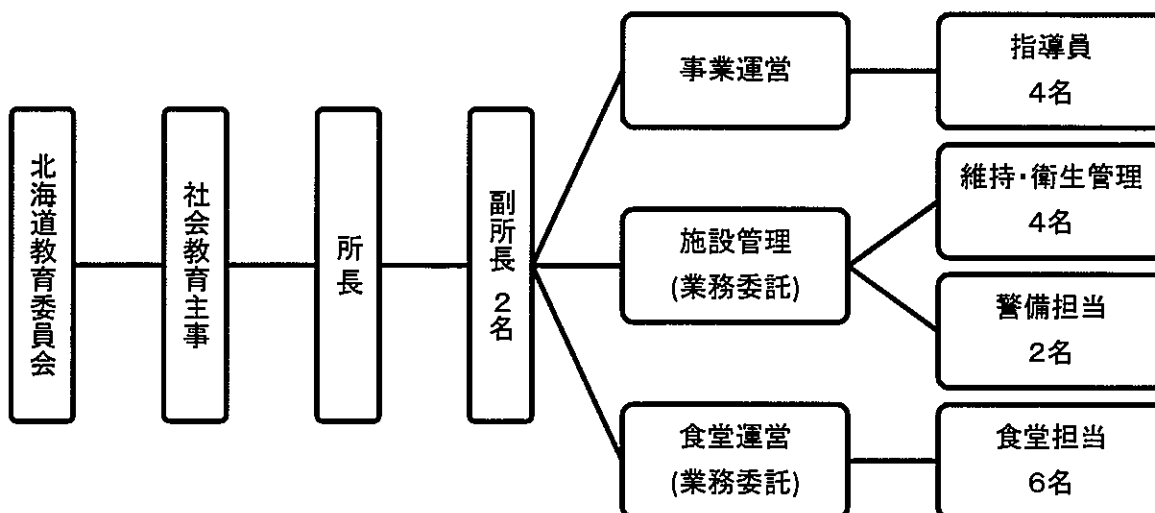 北海道教育委員会
社会教育主事
所長
副所長 2名
事業運営
指導員
4名
施設管理
(業務委託)
維持・衛生管理
4名
警備担当
2名
食堂運営
(業務委託)
食堂担当
6名